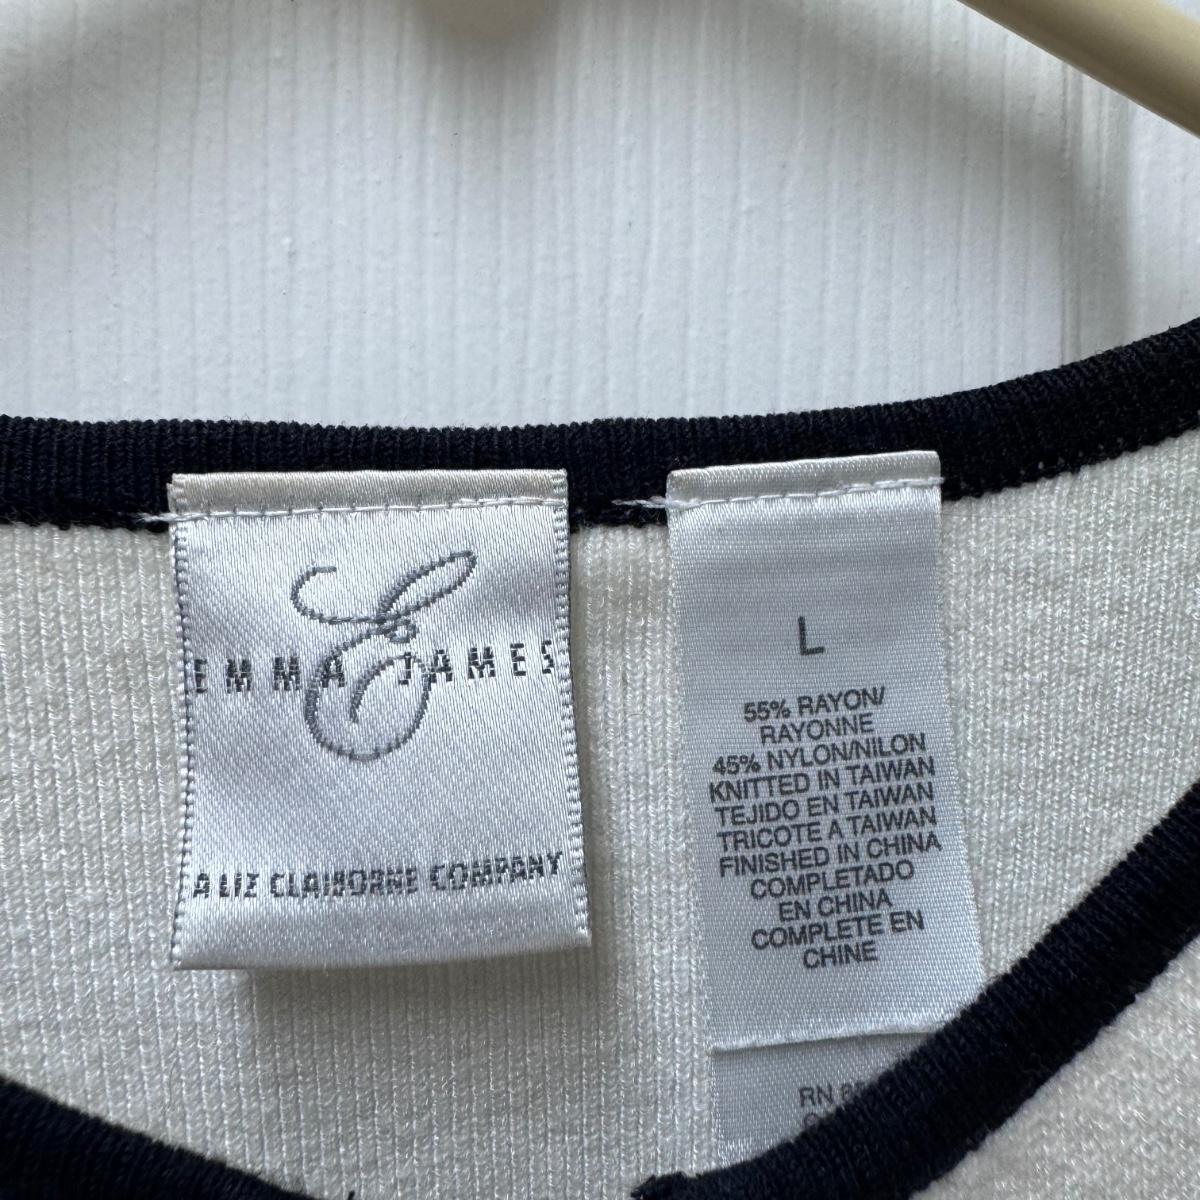 EMMA JAMES
A LIZ CLAIBORNE COMPANY
L
55% RAYON/
RAYONNE
45% NYLON/NILON
KNITTED IN TAIWAN
TEJIDO EN TAIWAN
TRICOTE A TAIWAN
FINISHED IN CHINA
COMPLETADO
EN CHINA
COMPLETE EN
CHINE
RN